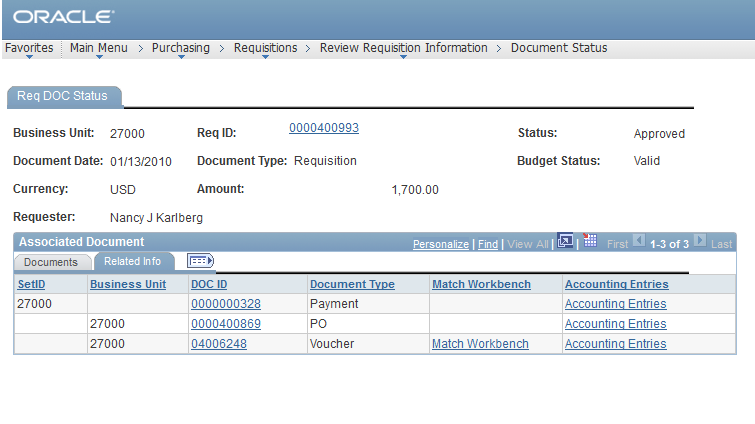 ORACLE
Favorites Main Menu > Purchasing > Requisitions > Review Requisition Information > Document Status
Req DOC Status
Business Unit: 27000 Req ID: 0000400993 Status: Approved
Document Date: 01/13/2010 Document Type: Requisition Budget Status: Valid
Currency: USD Amount: 1,700.00
Requester: Nancy J Karlberg
Associated Document Personalize | Find | View All | | First 1-3 of 3 Last
Documents Related Info
SetID Business Unit DOC ID Document Type Match Workbench Accounting Entries
27000 0000000328 Payment Accounting Entries
27000 0000400869 PO Accounting Entries
27000 04006248 Voucher Match Workbench Accounting Entries